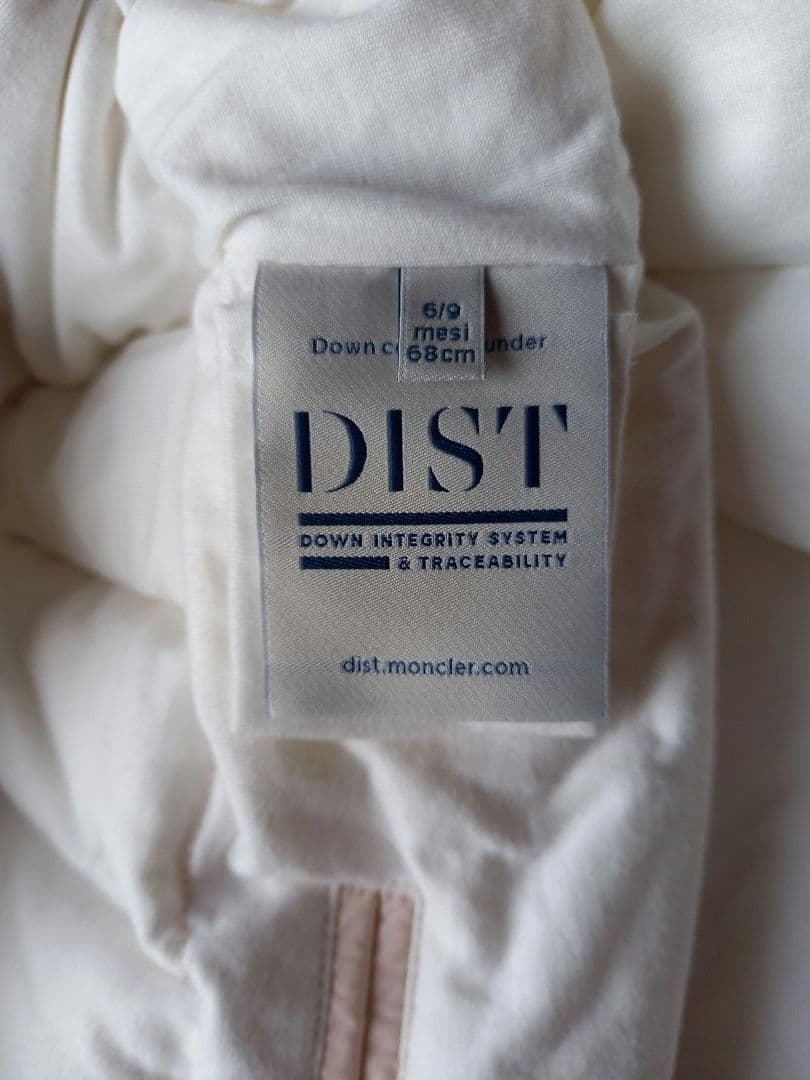 6/9
mesi
68cm
Down c under
DIST
DOWN INTEGRITY SYSTEM
& TRACEABILITY
dist.moncler.com